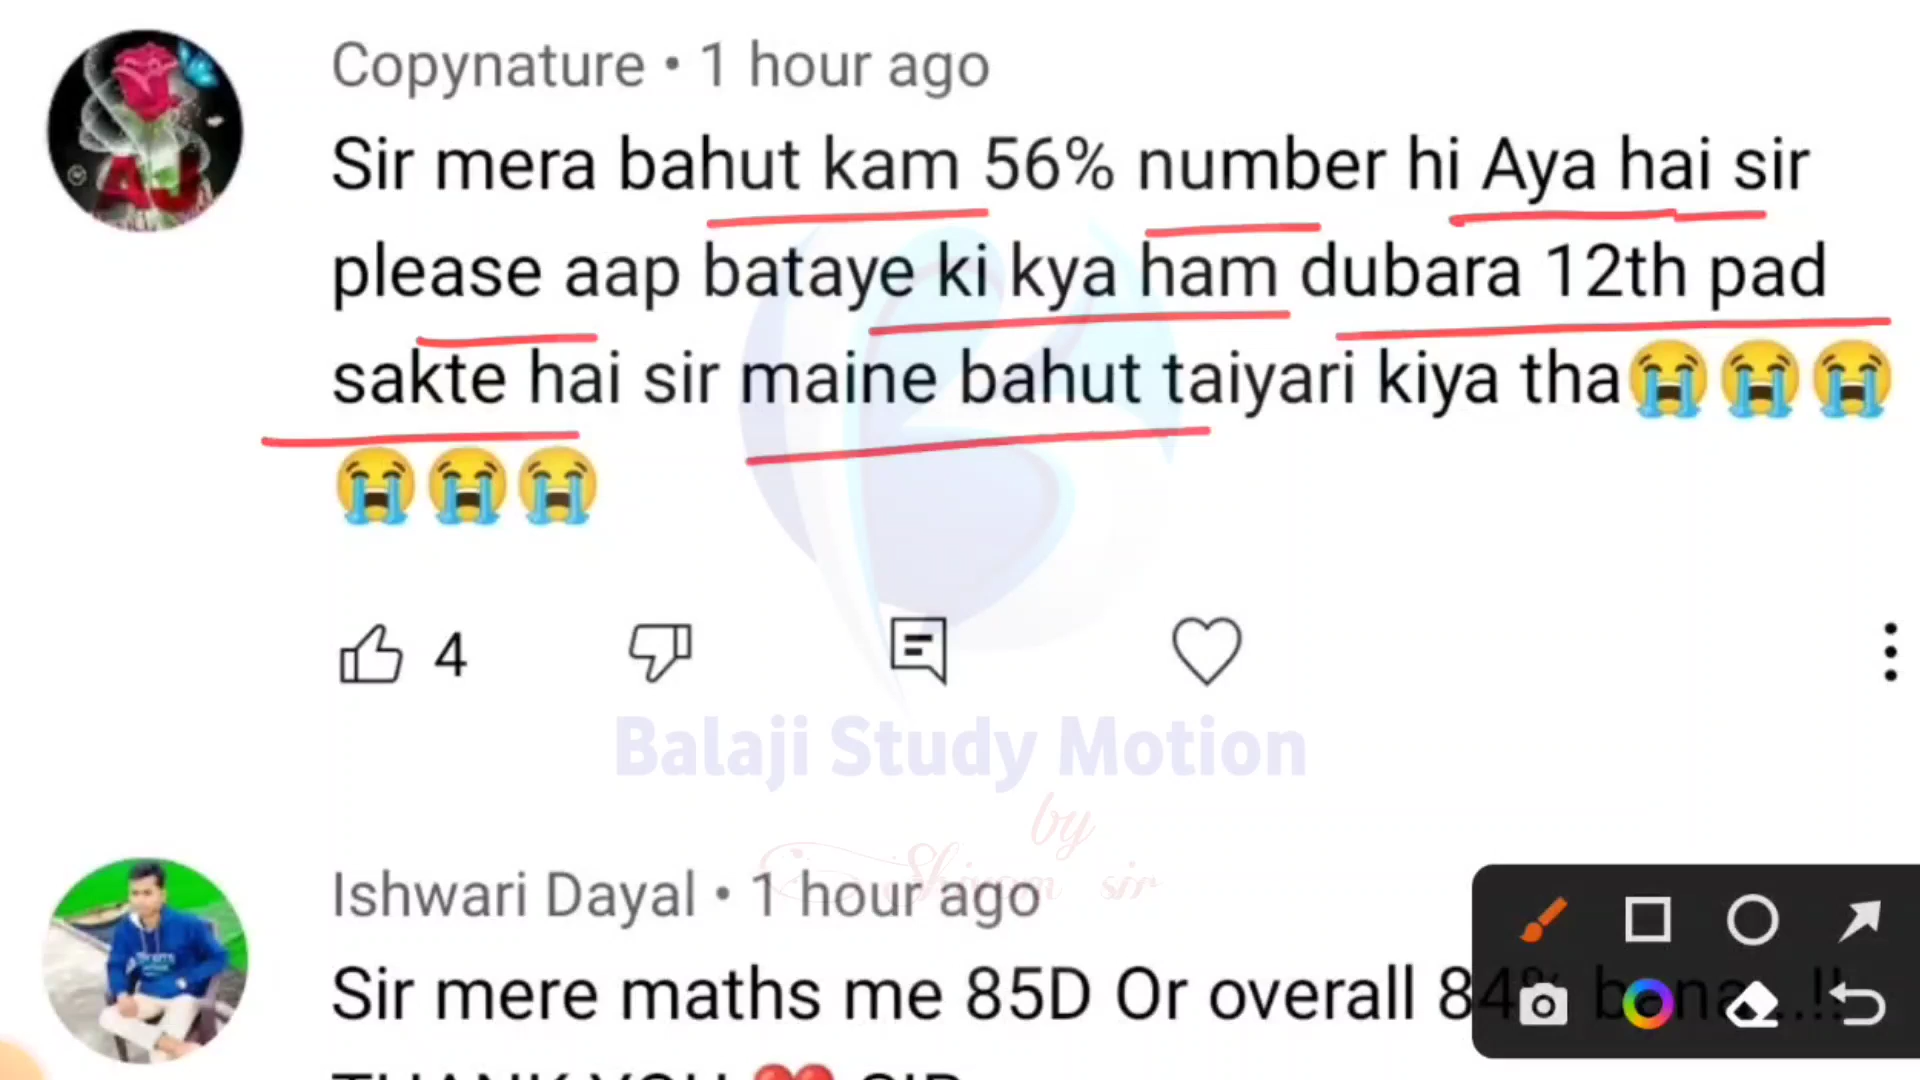 Copynature • 1 hour ago
Sir mera bahut kam 56% number hi Aya hai sir
please aap bataye ki kya ham dubara 12th pad
sakte hai sir maine bahut taiyari kiya tha😭😭😭
😭😭😭
4
Balaji Study Motion
by
Shivam sir
Ishwari Dayal • 1 hour ago
Sir mere maths me 85D Or overall 84% bana...!!
THANK YOU ❤ SIR